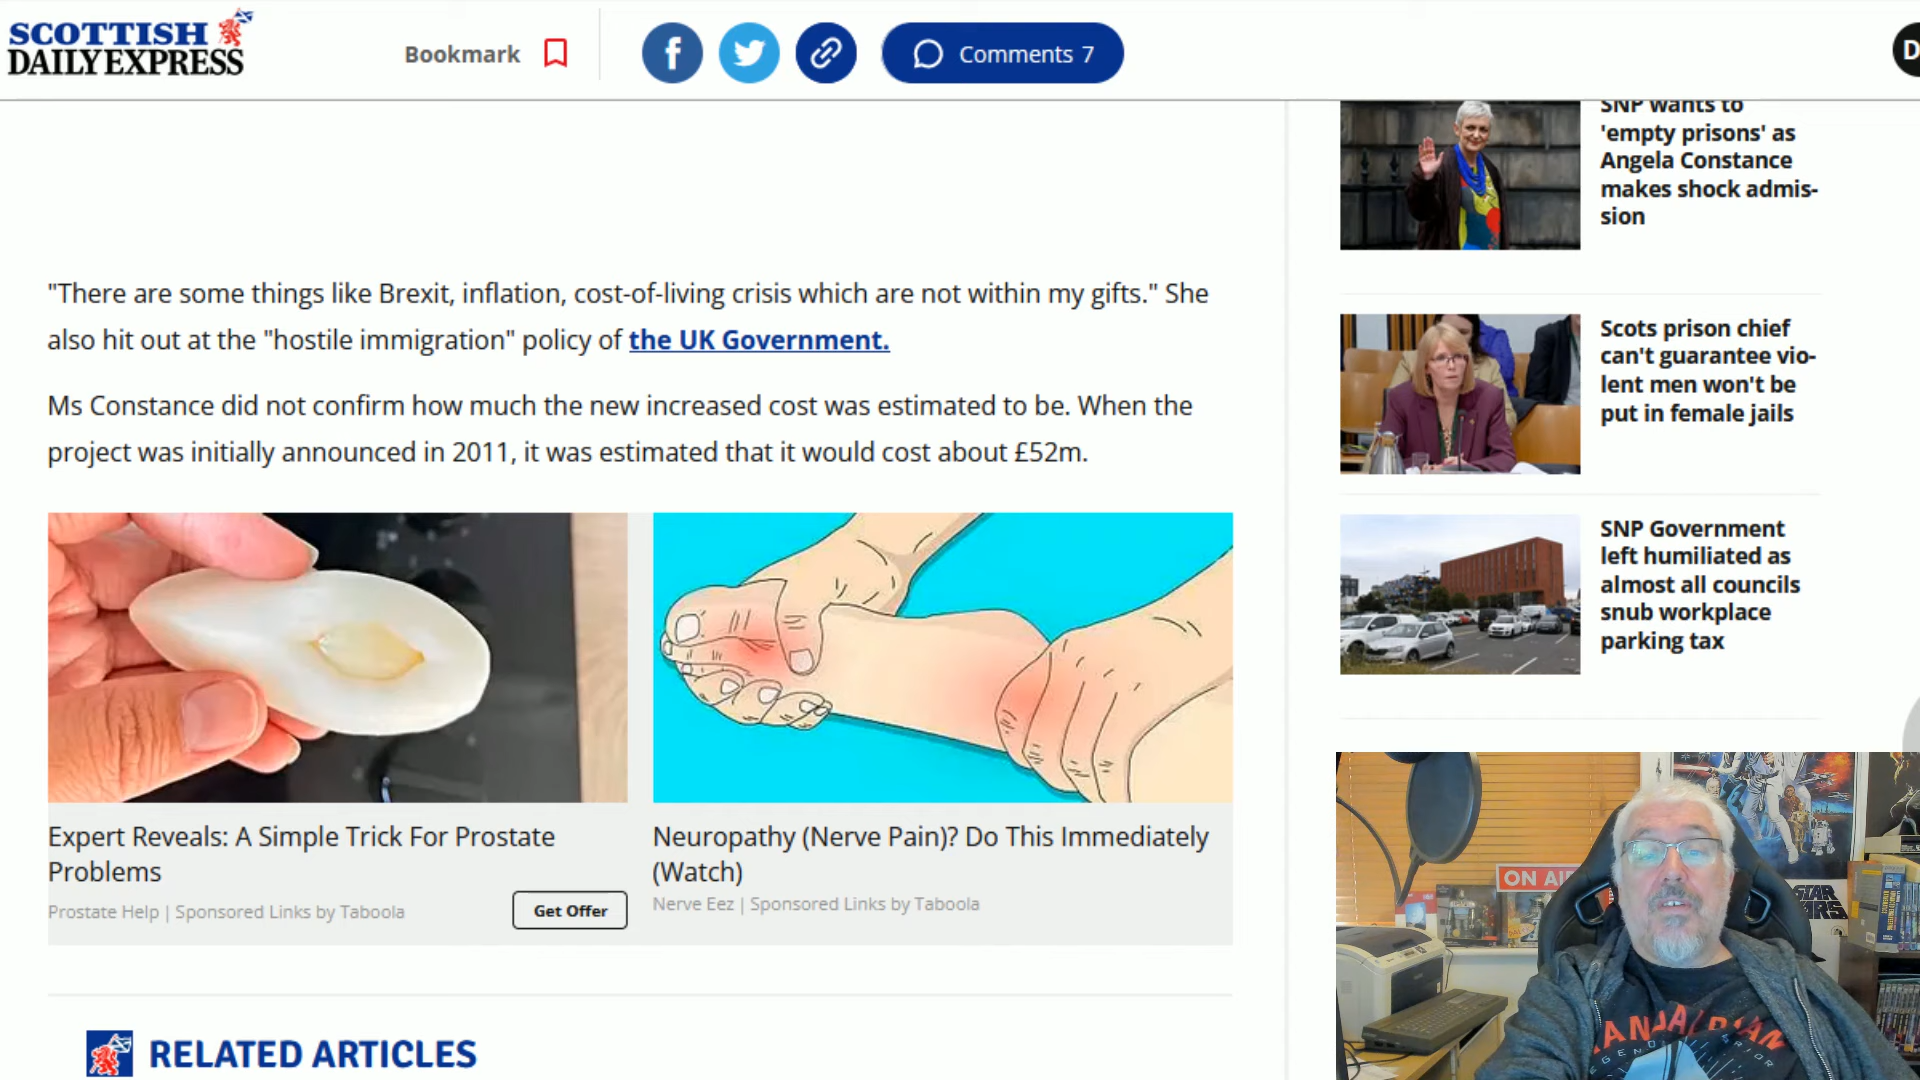 SCOTTISH
DAILY EXPRESS
Bookmark
Comments 7
D
"There are some things like Brexit, inflation, cost-of-living crisis which are not within my gifts." She
also hit out at the "hostile immigration" policy of the UK Government.
Ms Constance did not confirm how much the new increased cost was estimated to be. When the
project was initially announced in 2011, it was estimated that it would cost about £52m.
Expert Reveals: A Simple Trick For Prostate
Problems
Prostate Help | Sponsored Links by Taboola
Get Offer
Neuropathy (Nerve Pain)? Do This Immediately
(Watch)
Nerve Eez | Sponsored Links by Taboola
RELATED ARTICLES
SNP wants to
'empty prisons' as
Angela Constance
makes shock admis-
sion
Scots prison chief
can't guarantee vio-
lent men won't be
put in female jails
SNP Government
left humiliated as
almost all councils
snub workplace
parking tax
ON AI
STAR
WARS